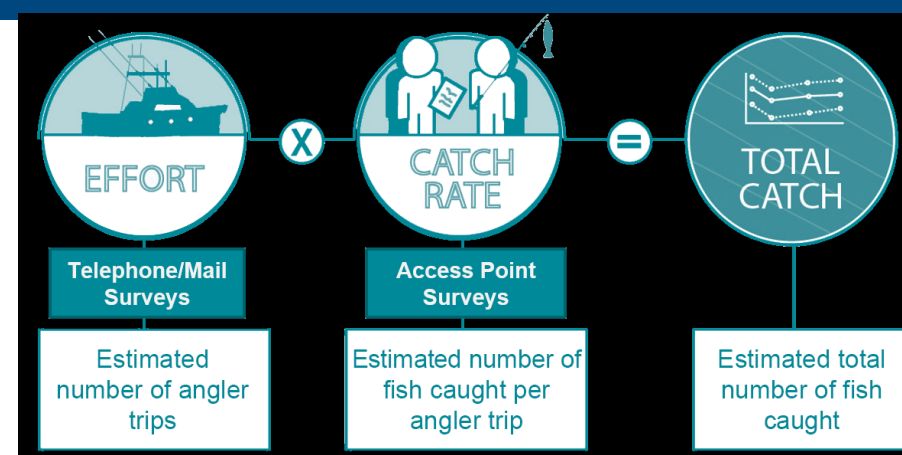 EFFORT
X
CATCH
RATE
=
TOTAL
CATCH
Telephone/Mail
Surveys
Access Point
Surveys
Estimated
number of angler
trips
Estimated number of
fish caught per
angler trip
Estimated total
number of fish
caught